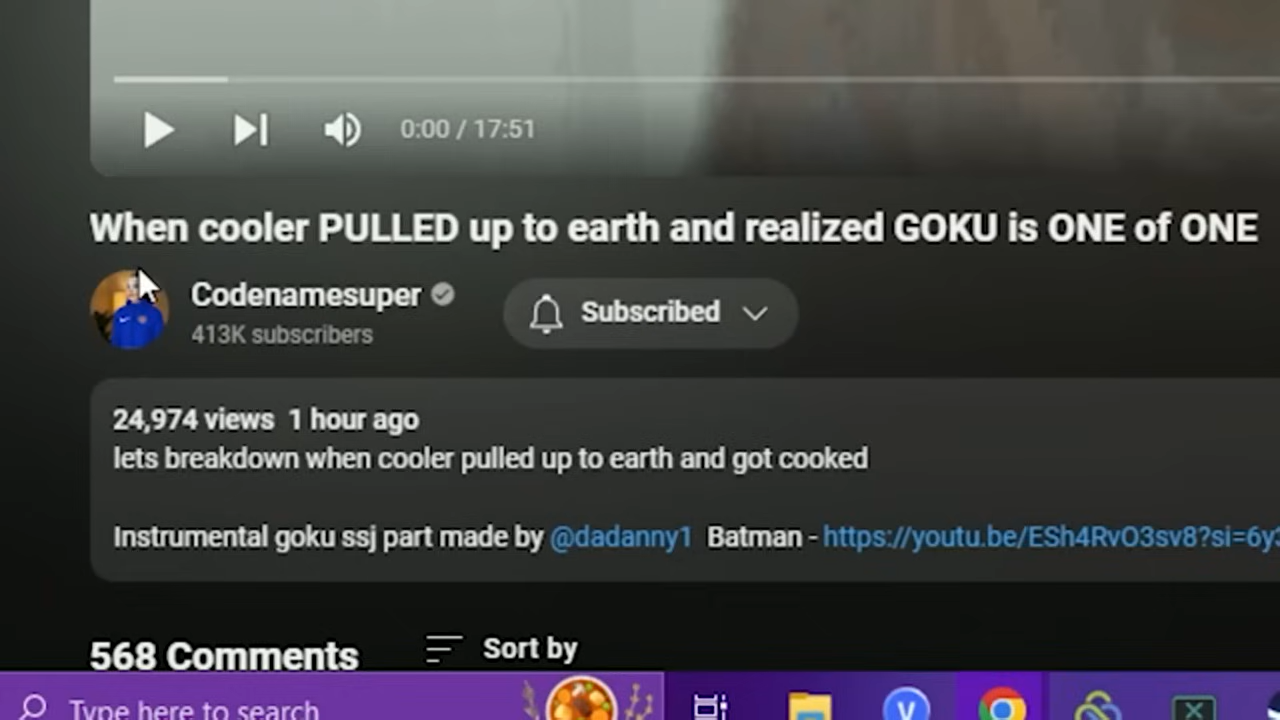 0:00 / 17:51
When cooler PULLED up to earth and realized GOKU is ONE of ONE
Codenamesuper
413K subscribers
Subscribed
24,974 views 1 hour ago
lets breakdown when cooler pulled up to earth and got cooked
Instrumental goku ssj part made by @dadanny1 Batman - https://youtu.be/ESh4RvO3sv8?si=6y
568 Comments
Sort by
Type here to search